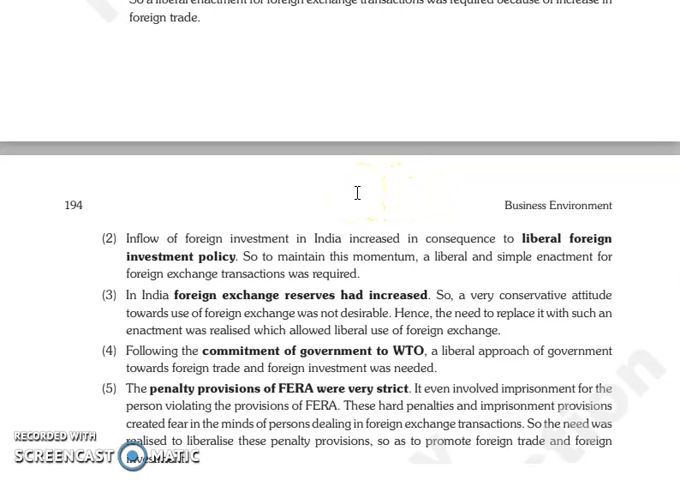 foreign trade.
194
Business Environment
(2) Inflow of foreign investment in India increased in consequence to liberal foreign
investment policy. So to maintain this momentum, a liberal and simple enactment for
foreign exchange transactions was required.
(3) In India foreign exchange reserves had increased. So, a very conservative attitude
towards use of foreign exchange was not desirable. Hence, the need to replace it with such an
enactment was realised which allowed liberal use of foreign exchange.
(4) Following the commitment of government to WTO, a liberal approach of government
towards foreign trade and foreign investment was needed.
(5) The penalty provisions of FERA were very strict. It even involved imprisonment for the
person violating the provisions of FERA. These hard penalties and imprisonment provisions
created fear in the minds of persons dealing in foreign exchange transactions. So the need was
realised to liberalise these penalty provisions, so as to promote foreign trade and foreign
RECORDED WITH
SCREENCAST MATIC